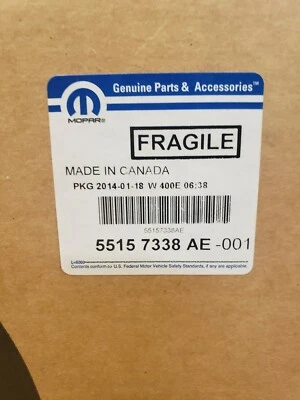 Genuine Parts & Accessories™
MOPAR®
FRAGILE
MADE IN CANADA
PKG 2014-01-18 W 400E 06:38
55157338AE
5515 7338 AE -001
Contents conform to U.S. Federal Motor Vehicle Safety Standards, if any are applicable.